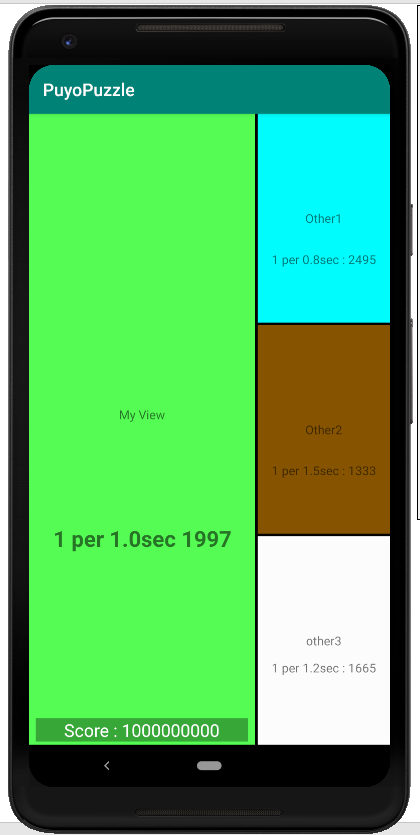 PuyoPuzzle
My View
1 per 1.0sec 1997
Score : 1000000000
Other1
1 per 0.8sec : 2495
Other2
1 per 1.5sec : 1333
other3
1 per 1.2sec : 1665